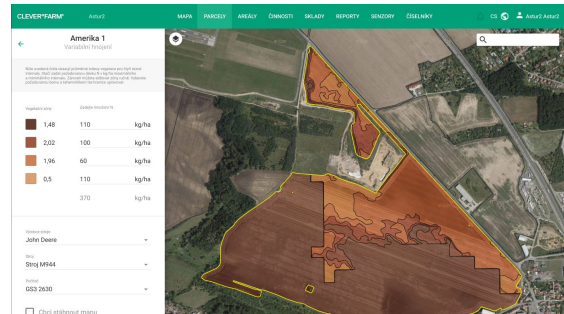 CLEVER°FARM° Astur2 MAPA PARCELY AREÁLY ČINNOSTI SKLADY REPORTY SENZORY ČÍSELNÍKY CS Astur2 Astur2
Amerika 1
Variabilní hnojení
Vegetační zóny
1,48 110 kg/ha
2,02 100 kg/ha
1,96 60 kg/ha
0,5 110 kg/ha
370 kg/ha
John Deere
Stroj
Stroj M944
Počítač
GS3 2630
Chci stáhnout mapu